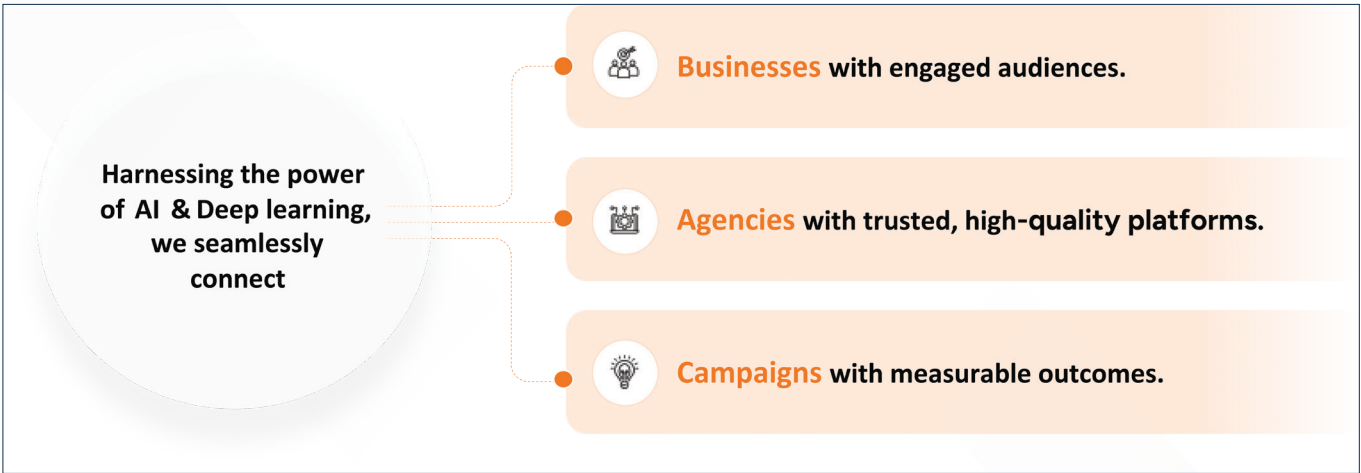 Harnessing the power
of AI & Deep learning,
we seamlessly
connect
Businesses with engaged audiences.
Agencies with trusted, high-quality platforms.
Campaigns with measurable outcomes.